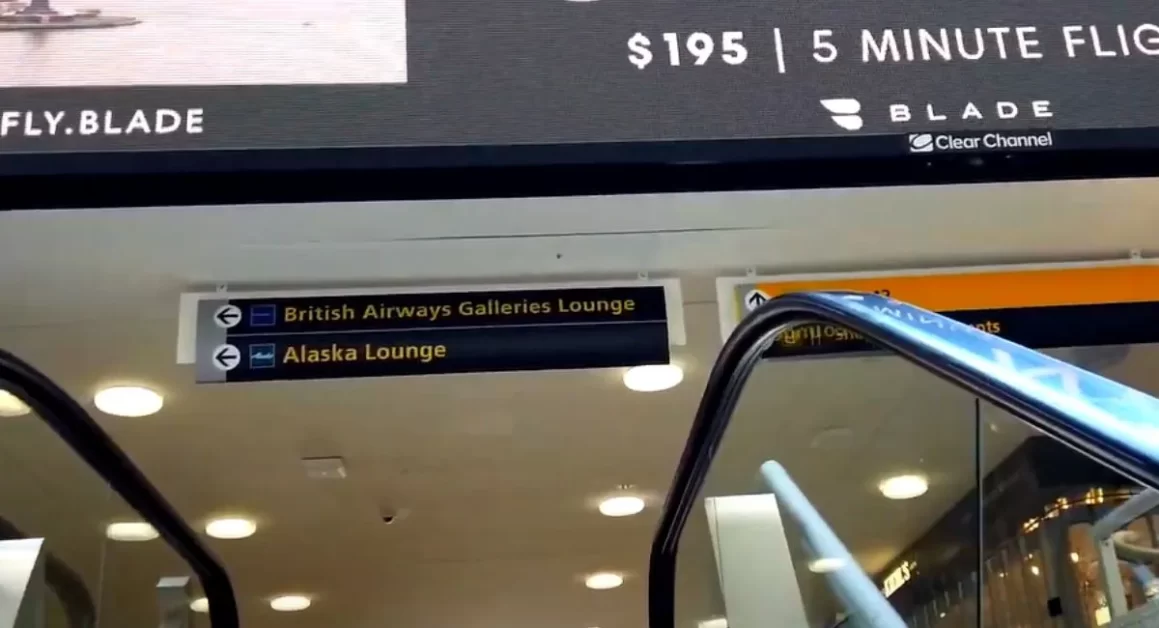 $195 | 5 MINUTE FLIG
FLY.BLADE
BLADE
Clear Channel
British Airways Galleries Lounge
Alaska Lounge